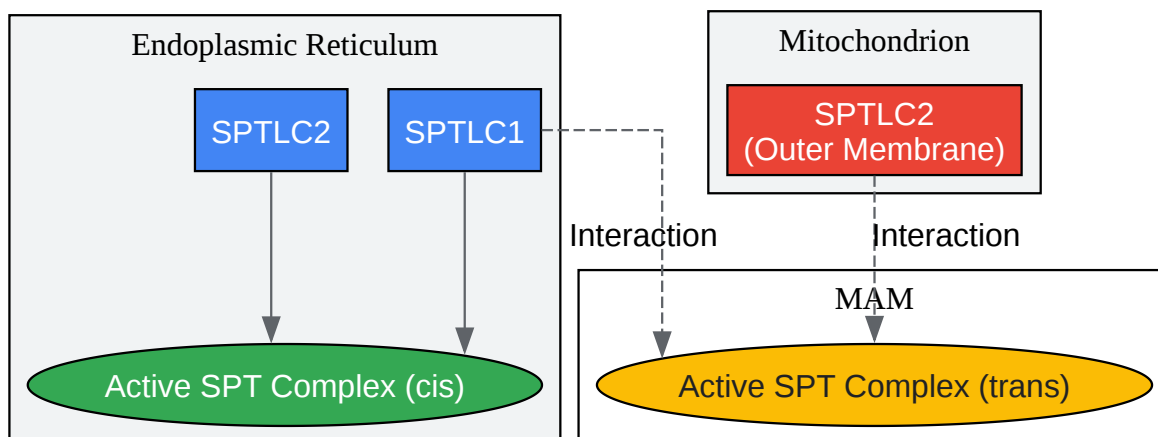 Endoplasmic Reticulum
Mitochondrion
SPTLC2
SPTLC1
SPTLC2
(Outer Membrane)
Interaction
Interaction
MAM
Active SPT Complex (cis)
Active SPT Complex (trans)